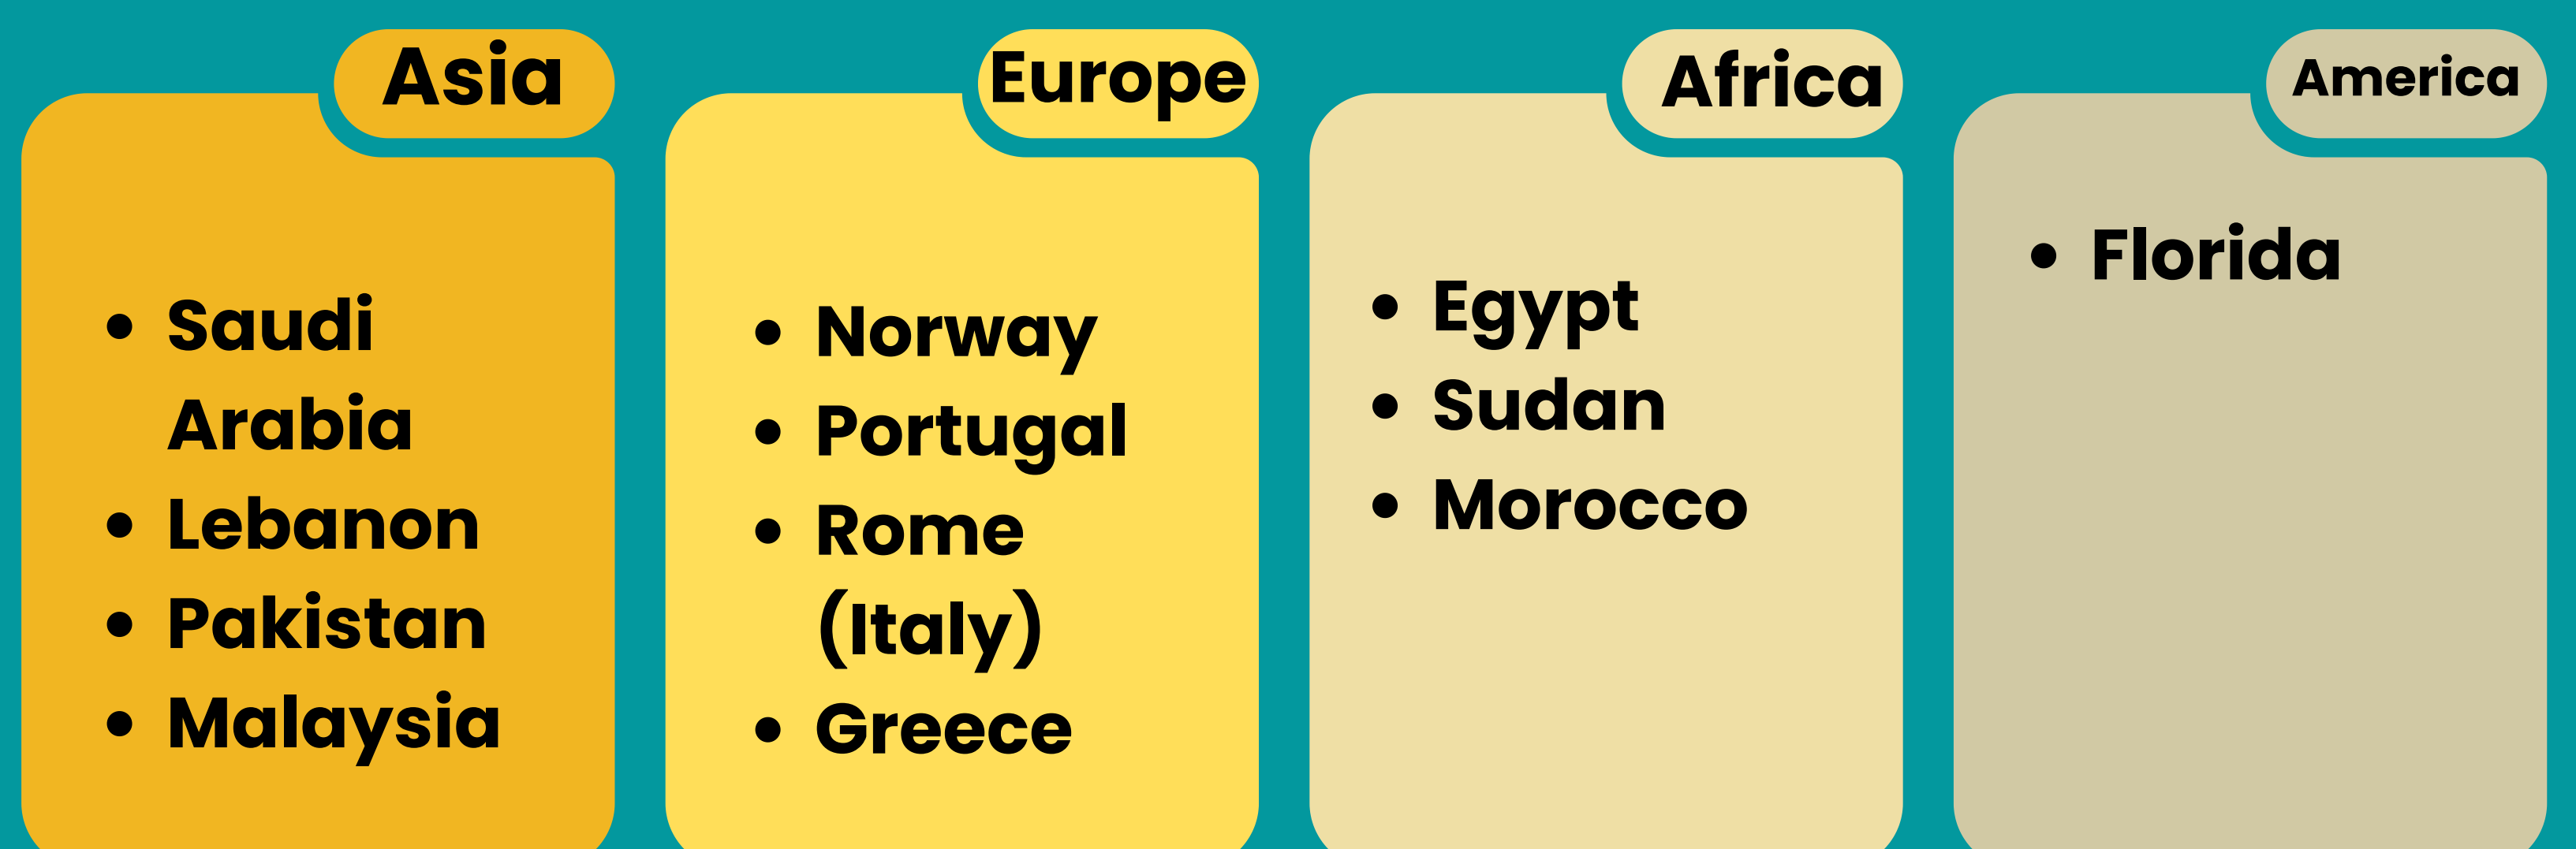 Asia
Saudi
Arabia
Lebanon
Pakistan
Malaysia
Europe
Norway
Portugal
Rome
(Italy)
Greece
Africa
Egypt
Sudan
Morocco
America
Florida